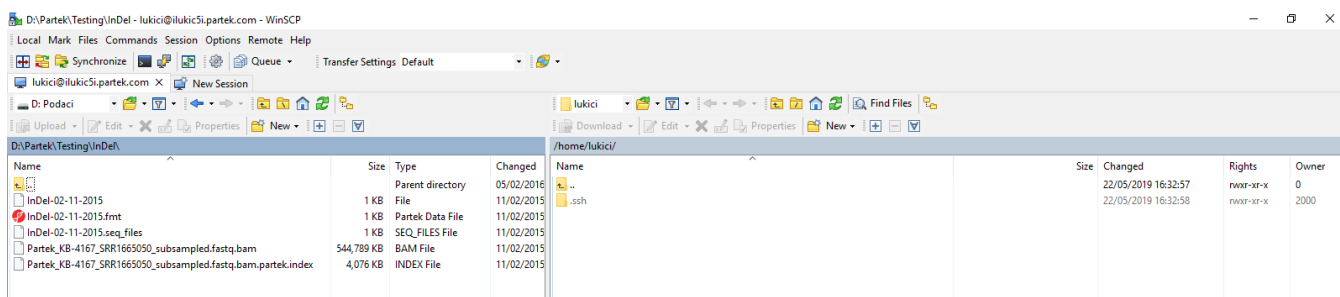 D:\Partek\Testing\InDel - lukici@ilukic5i.partek.com - WinSCP
Local Mark Files Commands Session Options Remote Help
Synchronize Queue Transfer Settings Default
lukici@ilukic5i.partek.com New Session
D: Podaci lukici Find Files
Upload Edit Properties New Download Edit Properties New
D:\Partek\Testing\InDel\ /home/lukici/
Name Size Type Changed Name Size Changed Rights Owner
.. Parent directory 05/02/2016 .. 22/05/2019 16:32:57 rwxr-xr-x 0
InDel-02-11-2015 1 KB File 11/02/2015 .ssh 22/05/2019 16:32:58 rwxr-xr-x 2000
InDel-02-11-2015.fmt 1 KB Partek Data File 11/02/2015
InDel-02-11-2015.seq_files 1 KB SEQ_FILES File 11/02/2015
Partek_KB-4167_SRR1665050_subsampled.fastq.bam 544,789 KB BAM File 11/02/2015
Partek_KB-4167_SRR1665050_subsampled.fastq.bam.partek.index 4,076 KB INDEX File 11/02/2015